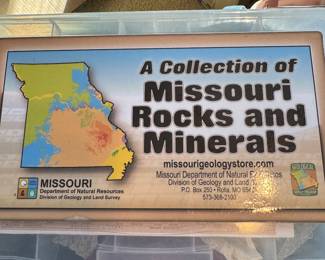 A Collection of
Missouri
Rocks and
Minerals
missourigeologystore.com
Missouri Department of Natural
Division of Geology and Land
P.O. Box 250 • Rolla, MO
573-368-2100
MISSOURI
Department of Natural Resources
Division of Geology and Land Survey